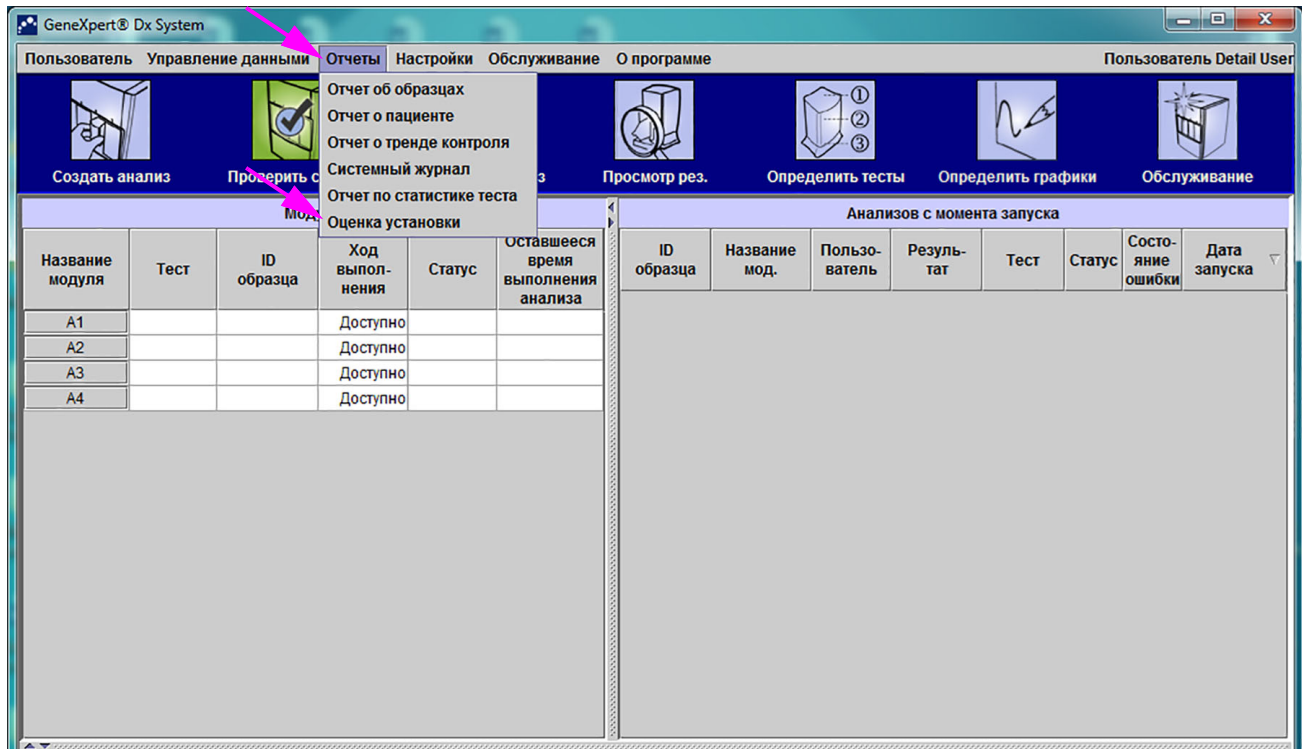 GeneXpert® Dx System
Пользователь Управление данными Отчеты Настройки Обслуживание О программе Пользователь Detail User
Отчет об образцах
Отчет о пациенте
Отчет о тренде контроля
Системный журнал
Отчет по статистике теста
Оценка установки
Создать анализ Проверить Просмотр рез. Определить тесты Определить графики Обслуживание
Анализов с момента запуска
Название модуля
Тест
ID образца
Ход выпол-
нения
Статус
Оставшееся
время
выполнения
анализа
ID
образца
Название
мод.
Пользо-
ватель
Резуль-
тат
Тест
Статус
Состо-
яние
ошибки
Дата
запуска
A1 Доступно
A2 Доступно
A3 Доступно
A4 Доступно